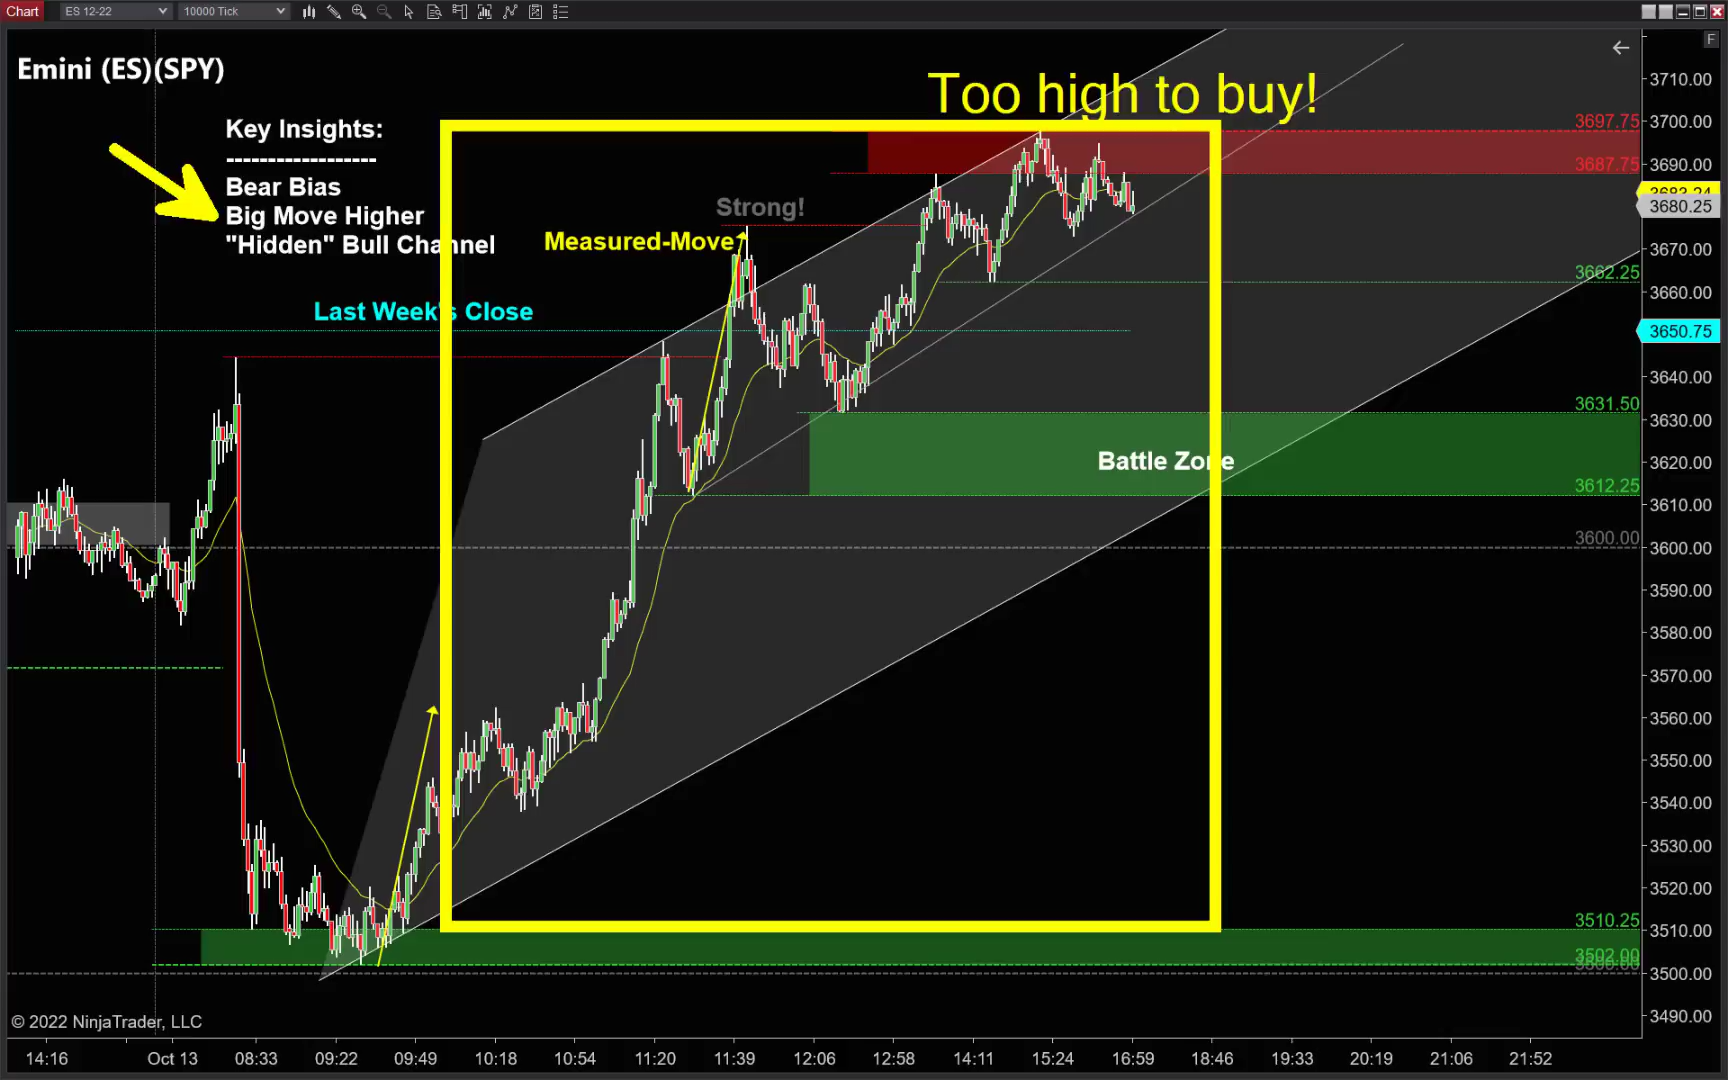 Chart
ES 12-22
10000 Tick
F
Emini (ES)(SPY)
Too high to buy!
Key Insights:
------------------
Bear Bias
Big Move Higher
"Hidden" Bull Channel
Strong!
Measured-Move
Last Week's Close
Battle Zone
3697.75
3687.75
3662.25
3631.50
3612.25
3600.00
3510.25
3502.00
3500.00
3710.00
3700.00
3690.00
3683.24
3680.25
3670.00
3660.00
3650.75
3640.00
3630.00
3620.00
3610.00
3600.00
3590.00
3580.00
3570.00
3560.00
3550.00
3540.00
3530.00
3520.00
3510.00
3500.00
3490.00
© 2022 NinjaTrader, LLC
14:16 Oct 13 08:33 09:22 09:49 10:18 10:54 11:20 11:39 12:06 12:58 14:11 15:24 16:59 18:46 19:33 20:19 21:06 21:52